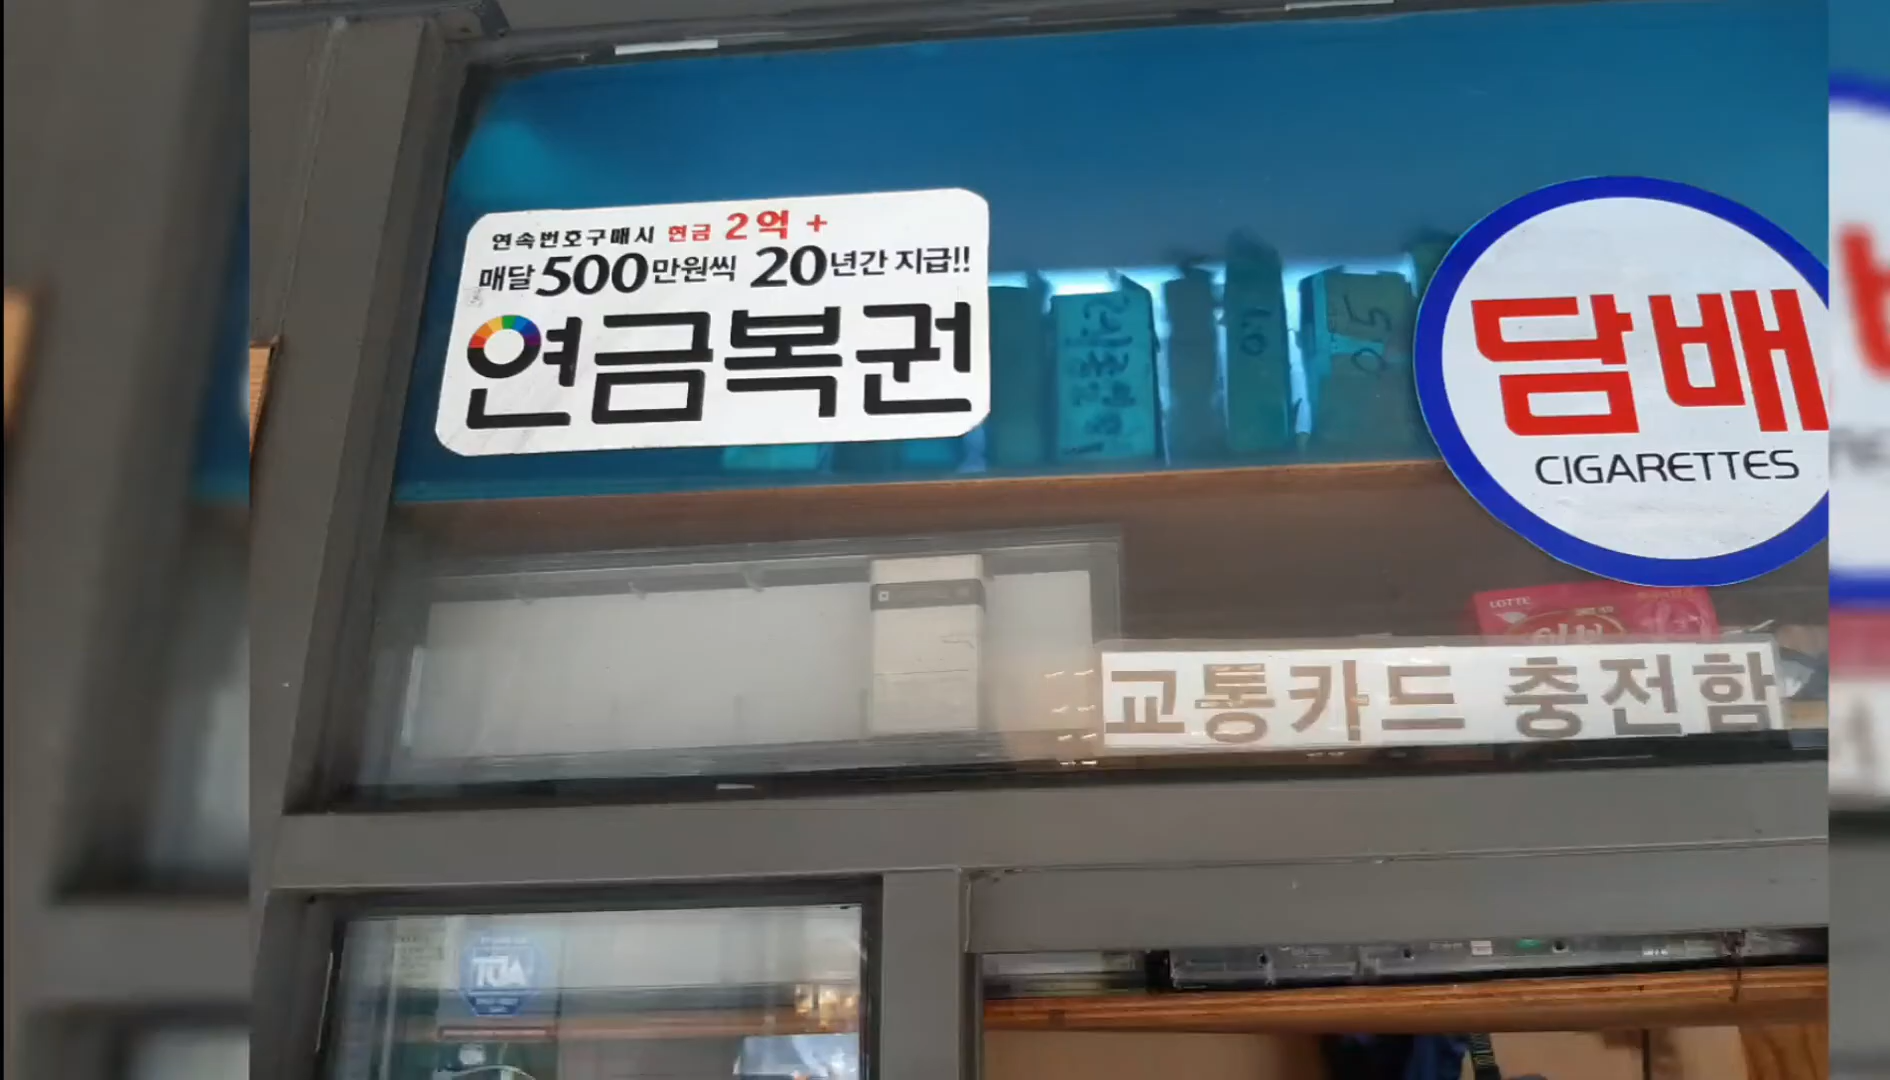 연속번호구매시 현금 2억 +
매달 500만원씩 20년간 지급!!
연금복권
담배
CIGARETTES
015
LOTTE
교통카드 충전함